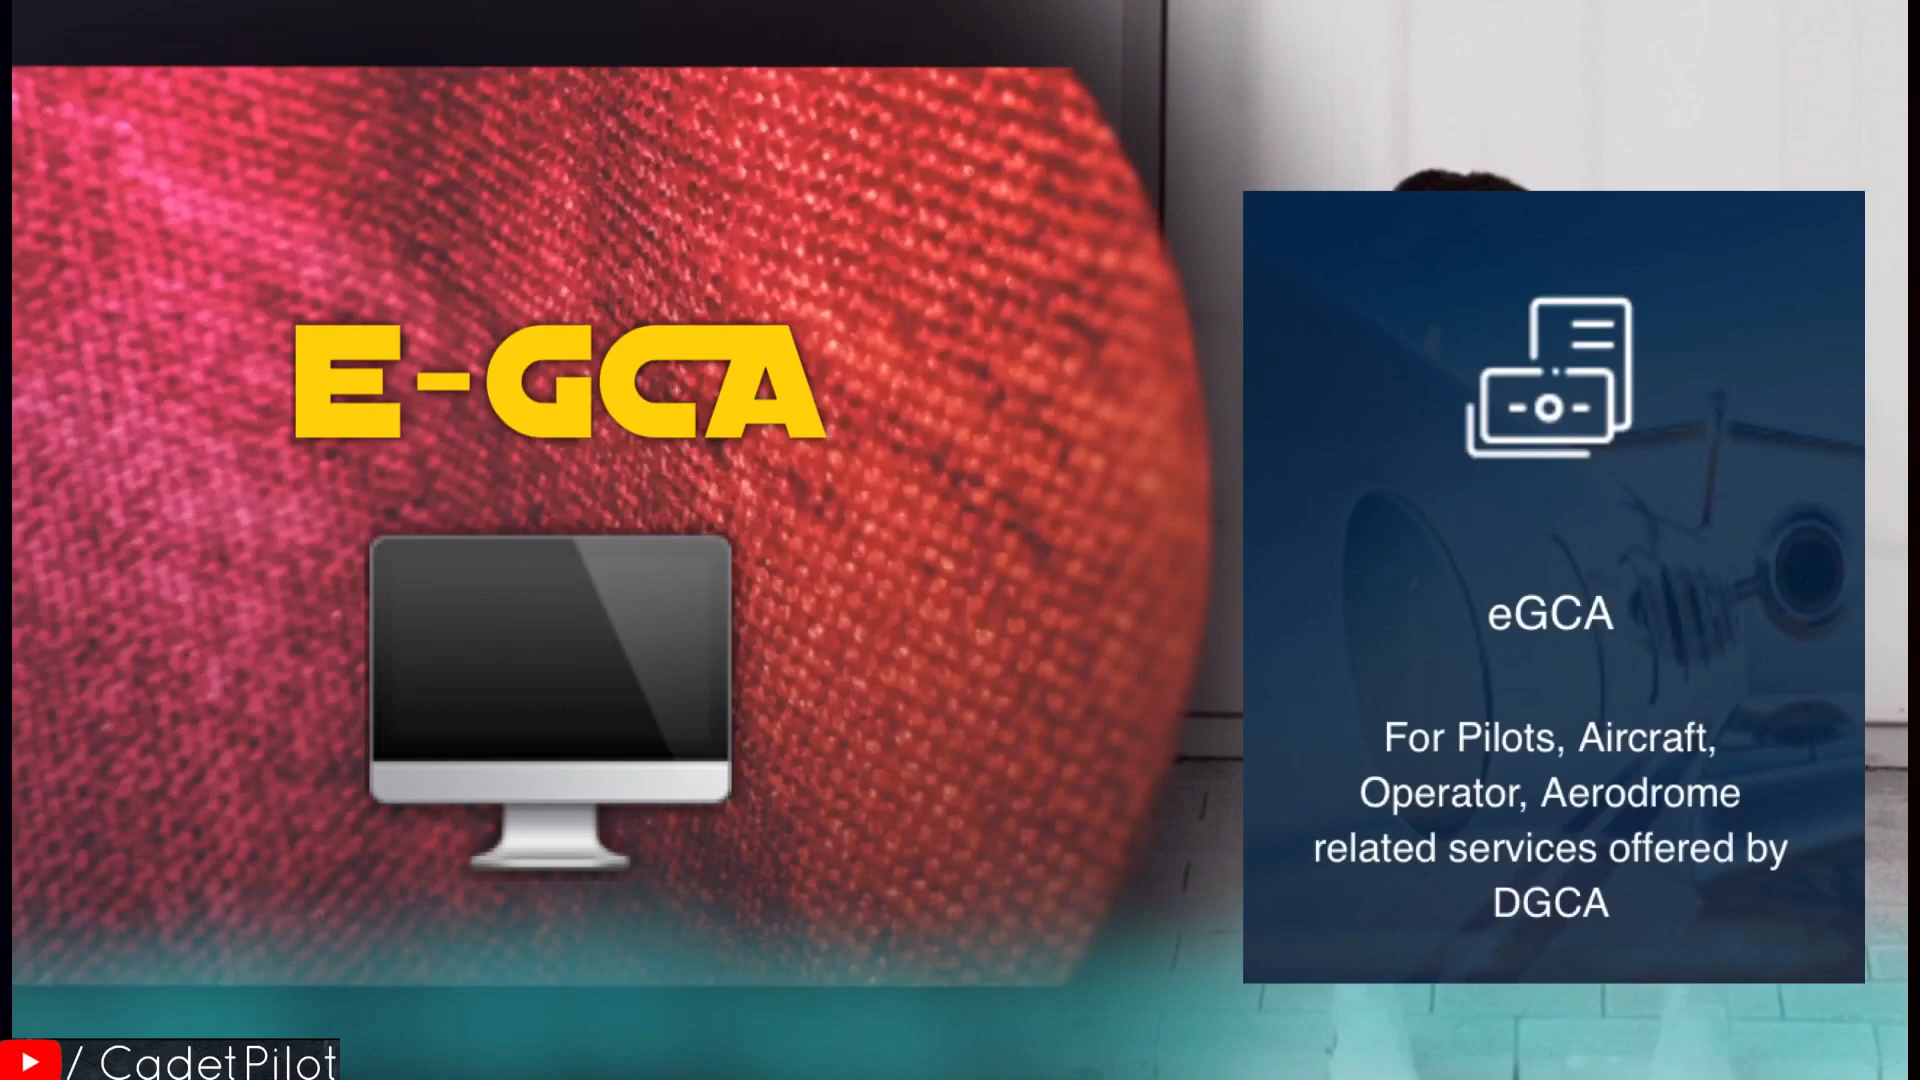 E-GCA
eGCA
For Pilots, Aircraft,
Operator, Aerodrome
related services offered by
DGCA
/ CadetPilot